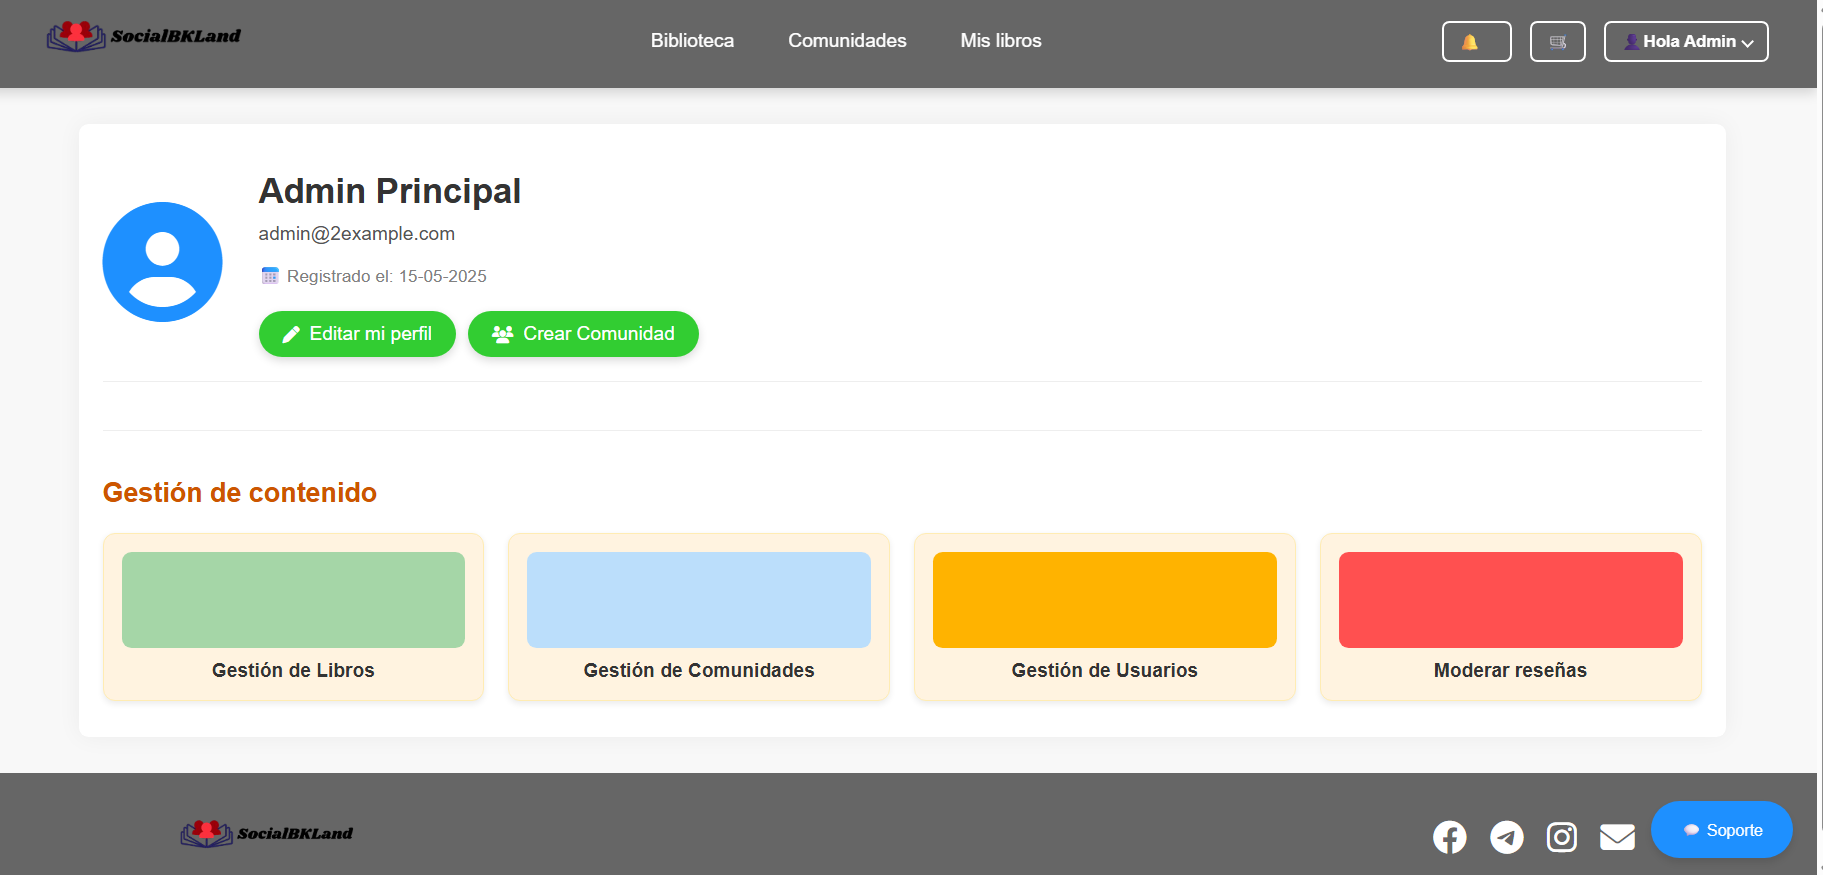 SocialBKLand
Biblioteca
Comunidades
Mis libros
Hola Admin
Admin Principal
admin@2example.com
Registrado el: 15-05-2025
Editar mi perfil
Crear Comunidad
Gestión de contenido
Gestión de Libros
Gestión de Comunidades
Gestión de Usuarios
Moderar reseñas
SocialBKLand
Soporte